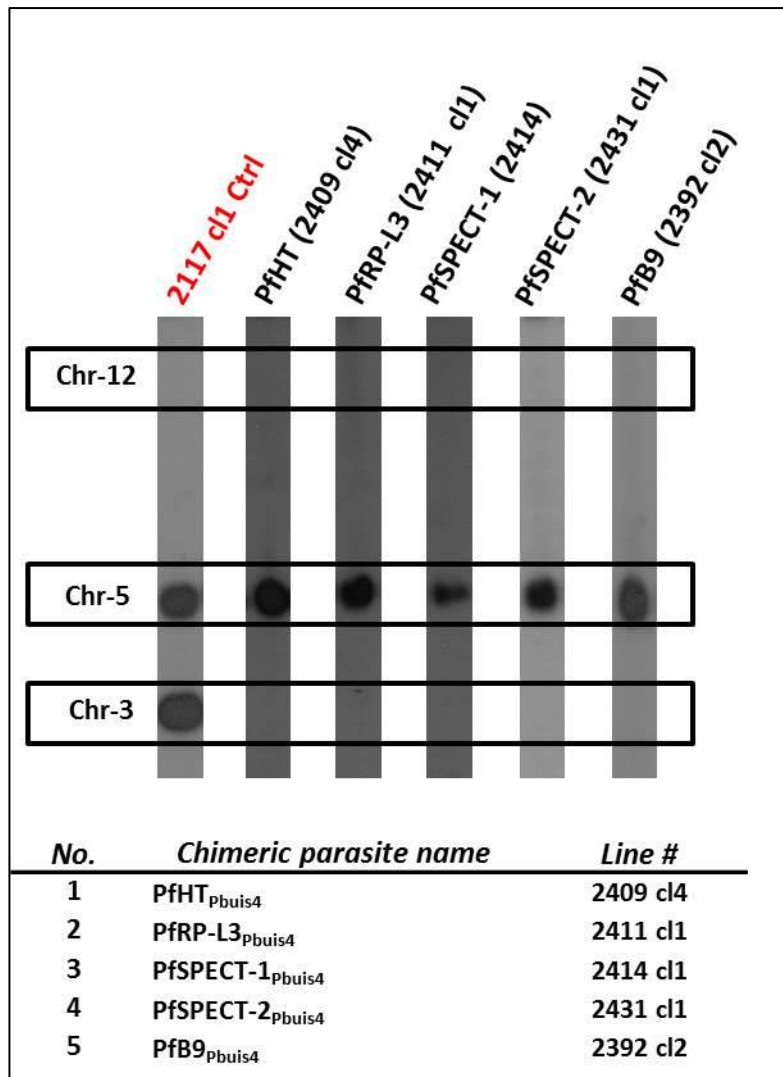 2117 cl1 Ctrl
PfHT (2409 cl4)
PfRP-L3 (2411 cl1)
PfSPECT-1 (2414)
PfSPECT-2 (2431 cl1)
PfB9 (2392 cl2)
Chr-12
Chr-5
Chr-3
No. Chimeric parasite name Line #
1 PfHTPbuis4 2409 cl4
2 PfRP-L3Pbuis4 2411 cl1
3 PfSPECT-1Pbuis4 2414 cl1
4 PfSPECT-2Pbuis4 2431 cl1
5 PfB9Pbuis4 2392 cl2